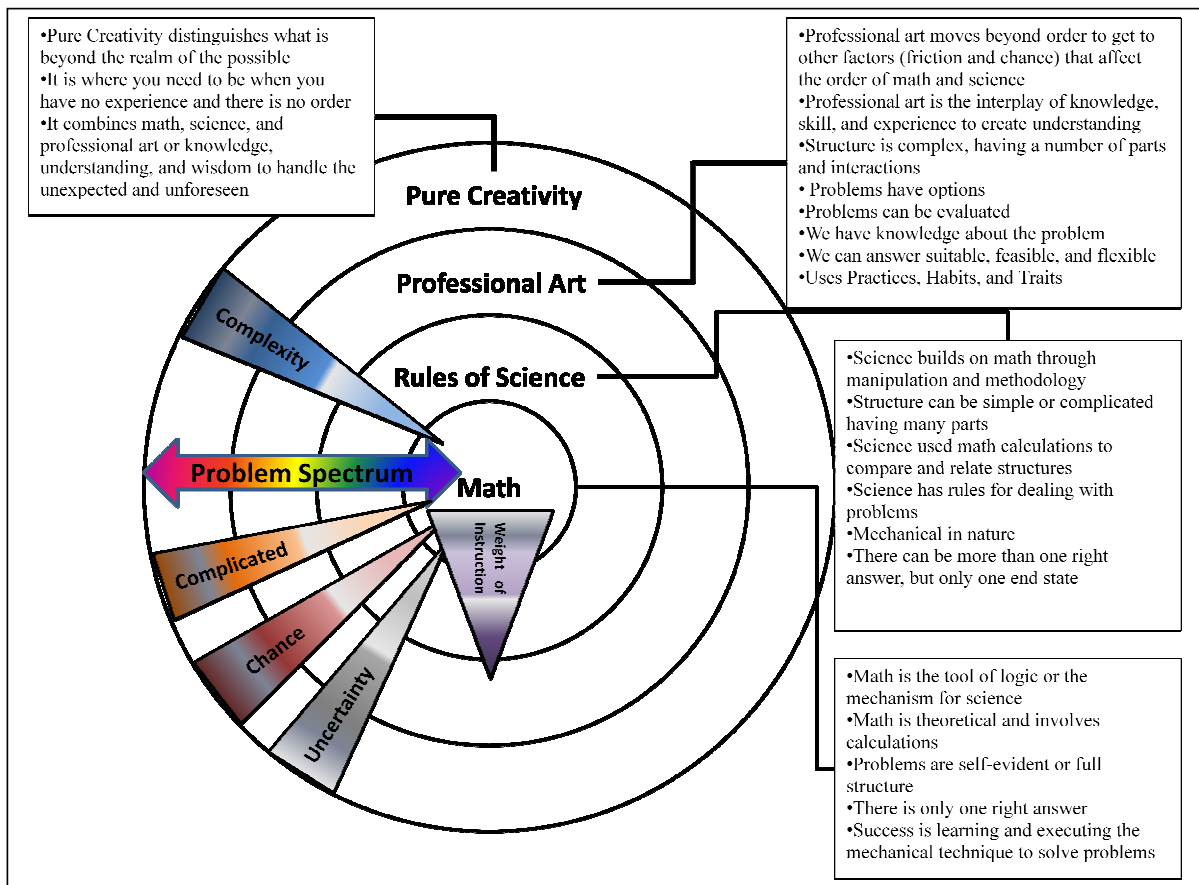 •Pure Creativity distinguishes what is
beyond the realm of the possible
•It is where you need to be when you
have no experience and there is no order
•It combines math, science, and
professional art or knowledge,
understanding, and wisdom to handle the
unexpected and unforeseen
•Professional art moves beyond order to get to
other factors (friction and chance) that affect
the order of math and science
•Professional art is the interplay of knowledge,
skill, and experience to create understanding
•Structure is complex, having a number of parts
and interactions
• Problems have options
•Problems can be evaluated
•We have knowledge about the problem
•We can answer suitable, feasible, and flexible
•Uses Practices, Habits, and Traits
Pure Creativity
Professional Art
Rules of Science
Math
Complexity
Problem Spectrum
Complicated
Chance
Uncertainty
Weight of
Instruction
•Science builds on math through
manipulation and methodology
•Structure can be simple or complicated
having many parts
•Science used math calculations to
compare and relate structures
•Science has rules for dealing with
problems
•Mechanical in nature
•There can be more than one right
answer, but only one end state
•Math is the tool of logic or the
mechanism for science
•Math is theoretical and involves
calculations
•Problems are self-evident or full
structure
•There is only one right answer
•Success is learning and executing the
mechanical technique to solve problems